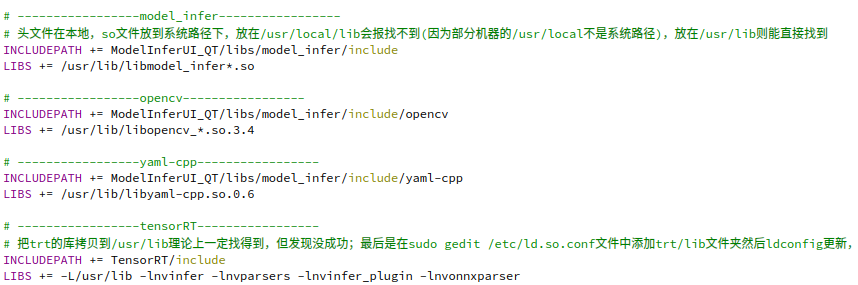 # -----------------model_infer-----------------
# 头文件在本地，so文件放到系统路径下，放在/usr/local/lib会报找不到(因为部分机器的/usr/local不是系统路径)，放在/usr/lib则能直接找到
INCLUDEPATH += ModelInferUI_QT/libs/model_infer/include
LIBS += /usr/lib/libmodel_infer*.so
# -----------------opencv-----------------
INCLUDEPATH += ModelInferUI_QT/libs/model_infer/include/opencv
LIBS += /usr/lib/libopencv_*.so.3.4
# -----------------yaml-cpp-----------------
INCLUDEPATH += ModelInferUI_QT/libs/model_infer/include/yaml-cpp
LIBS += /usr/lib/libyaml-cpp.so.0.6
# -----------------tensorRT-----------------
# 把trt的库拷贝到/usr/lib理论上一定找得到，但发现没成功；最后是在sudo gedit /etc/ld.so.conf文件中添加trt/lib文件夹然后ldconfig更新，
INCLUDEPATH += TensorRT/include
LIBS += -L/usr/lib -lnvinfer -lnvparsers -lnvinfer_plugin -lnvonnxparser